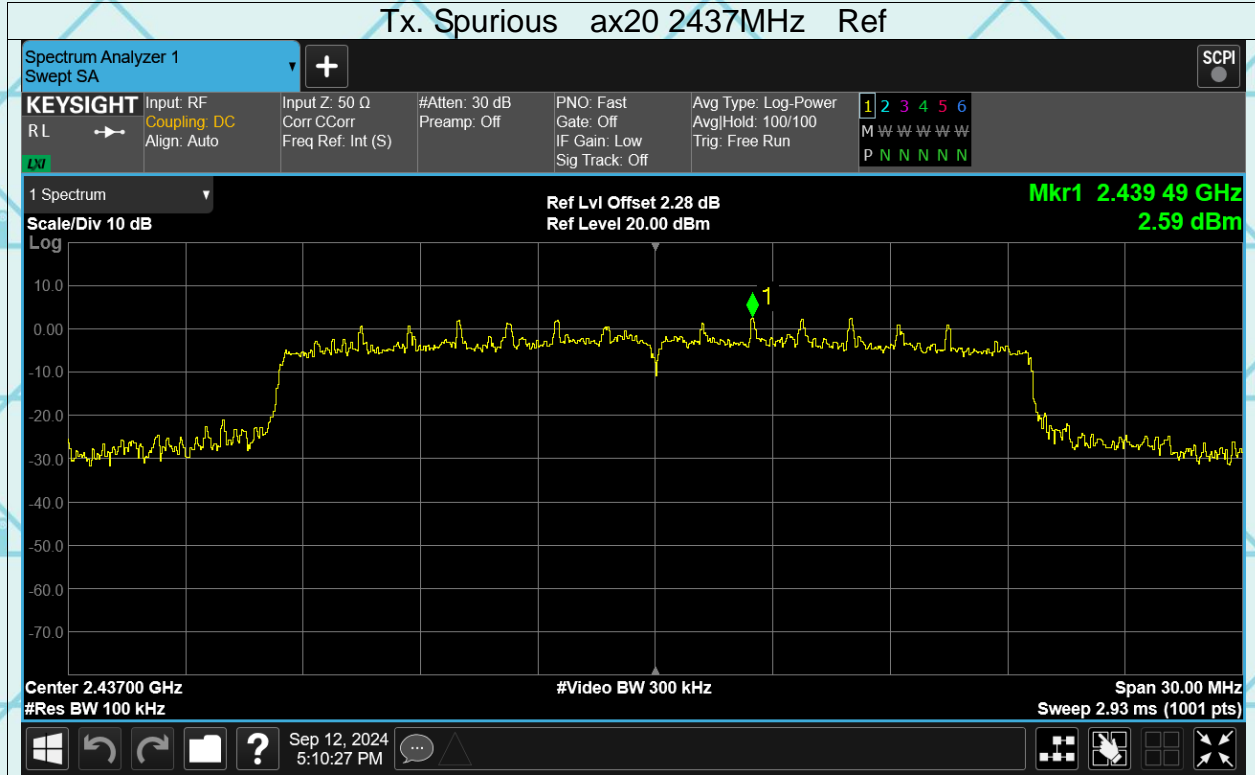 Tx. Spurious ax20 2437MHz Ref
Spectrum Analyzer 1
Swept SA
+
SCPI
KEYSIGHT
R L
LXI
Input: RF
Coupling: DC
Align: Auto
Input Z: 50 Ω
Corr CCorr
Freq Ref: Int (S)
#Atten: 30 dB
Preamp: Off
PNO: Fast
Gate: Off
IF Gain: Low
Sig Track: Off
Avg Type: Log-Power
Avg|Hold: 100/100
Trig: Free Run
1 2 3 4 5 6
M W W W W W
P N N N N N
1 Spectrum
Scale/Div 10 dB
Ref Lvl Offset 2.28 dB
Ref Level 20.00 dBm
Mkr1 2.439 49 GHz
2.59 dBm
Log
10.0
0.00
-10.0
-20.0
-30.0
-40.0
-50.0
-60.0
-70.0
1
Center 2.43700 GHz
#Res BW 100 kHz
#Video BW 300 kHz
Span 30.00 MHz
Sweep 2.93 ms (1001 pts)
?
Sep 12, 2024
5:10:27 PM